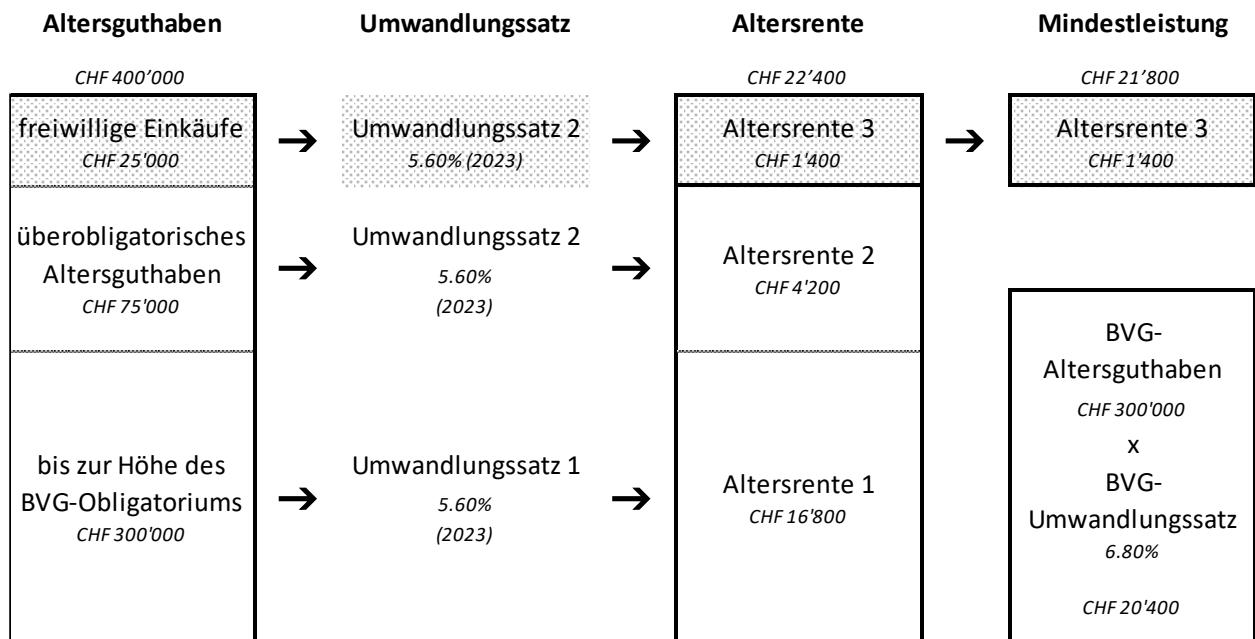 Altersguthaben
Umwandlungssatz
Altersrente
Mindestleistung
CHF 400’000
CHF 22’400
CHF 21’800
freiwillige Einkäufe
CHF 25'000
➔
Umwandlungssatz 2
5.60% (2023)
➔
Altersrente 3
CHF 1'400
➔
Altersrente 3
CHF 1'400
überobligatorisches
Altersguthaben
CHF 75'000
➔
Umwandlungssatz 2
5.60%
(2023)
➔
Altersrente 2
CHF 4'200
bis zur Höhe des
BVG-Obligatoriums
CHF 300'000
➔
Umwandlungssatz 1
5.60%
(2023)
➔
Altersrente 1
CHF 16'800
BVG-
Altersguthaben
CHF 300'000
x
BVG-
Umwandlungssatz
6.80%
CHF 20'400